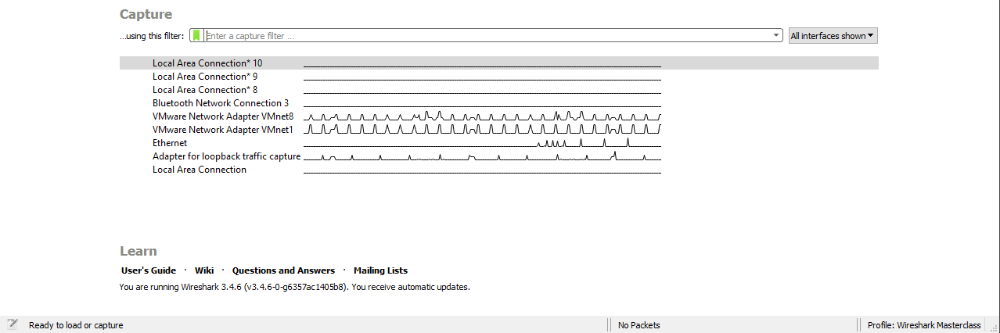 Capture
...using this filter: Enter a capture filter ... All interfaces shown
Local Area Connection* 10
Local Area Connection* 9
Local Area Connection* 8
Bluetooth Network Connection 3
VMware Network Adapter VMnet8
VMware Network Adapter VMnet1
Ethernet
Adapter for loopback traffic capture
Local Area Connection
Learn
User's Guide · Wiki · Questions and Answers · Mailing Lists
You are running Wireshark 3.4.6 (v3.4.6-0-g6357ac1405b8). You receive automatic updates.
Ready to load or capture No Packets Profile: Wireshark Masterclass